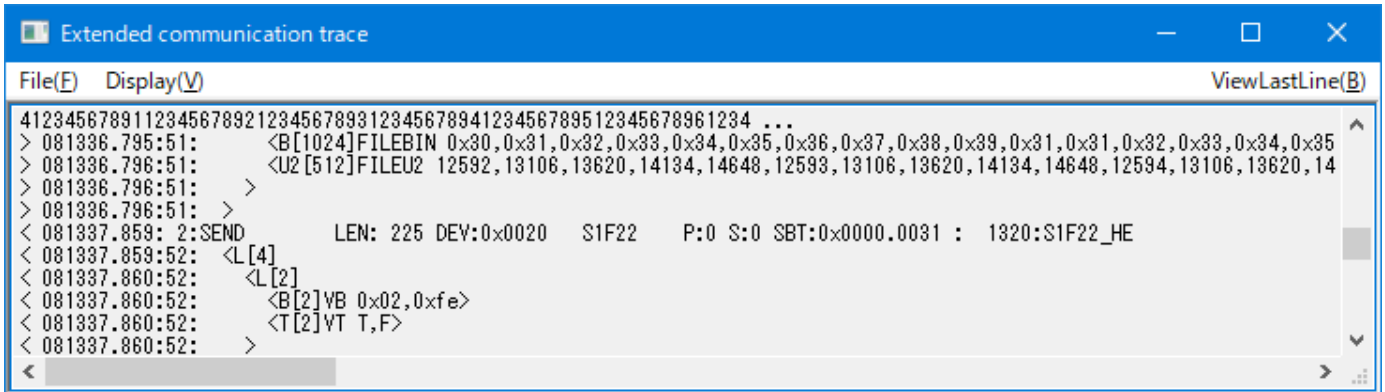 Extended communication trace
File(F) Display(V) ViewLastLine(B)
4123456789112345678921234567893123456789412345678951234567896​1234 ...
> 081336.795:51:       <B[1024]FILEBIN 0x30,0x31,0x32,0x33,0x34,0x35,0x36,0x37,0x38,0x39,0x31,0x31,0x32,0x33,0x34,0x35
> 081336.796:51:       <U2[512]FILEU2 12592,13106,13620,14134,14648,12593,13106,13620,14134,14648,12594,13106,13620,14
> 081336.796:51:     >
> 081336.796:51:   >
< 081337.859: 2:SEND         LEN: 225 DEV:0x0020   S1F22    P:0 S:0 SBT:0x0000.0031 :  1320:S1F22_HE
< 081337.859:52:   <L[4]
< 081337.860:52:     <L[2]
< 081337.860:52:       <B[2]VB 0x02,0xfe>
< 081337.860:52:       <T[2]VT T,F>
< 081337.860:52:     >